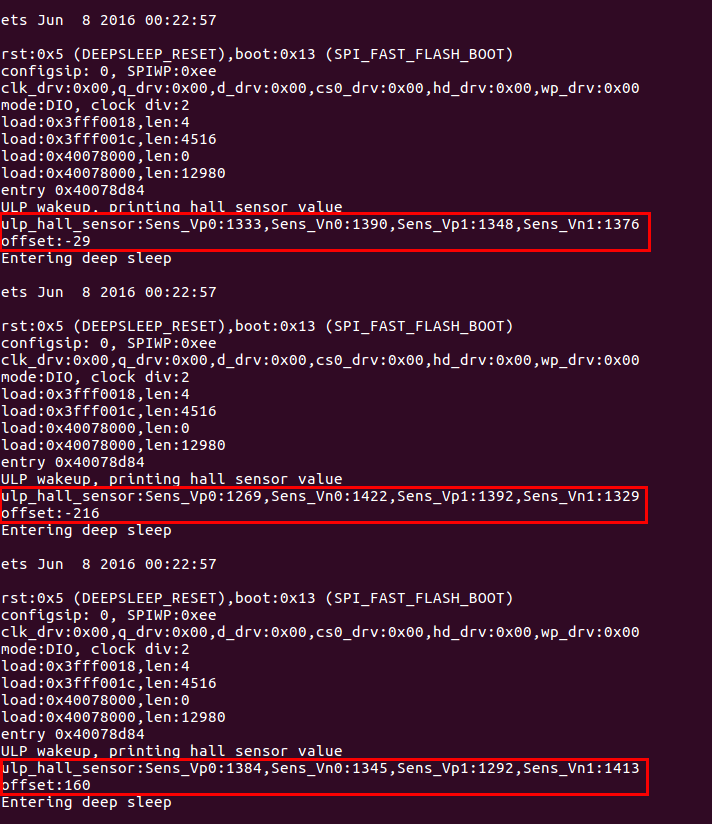 ets Jun  8 2016 00:22:57
rst:0x5 (DEEPSLEEP_RESET),boot:0x13 (SPI_FAST_FLASH_BOOT)
configsip: 0, SPIWP:0xee
clk_drv:0x00,q_drv:0x00,d_drv:0x00,cs0_drv:0x00,hd_drv:0x00,wp_drv:0x00
mode:DIO, clock div:2
load:0x3fff0018,len:4
load:0x3fff001c,len:4516
load:0x40078000,len:0
load:0x40078000,len:12980
entry 0x40078d84
ULP wakeup, printing hall sensor value
ulp_hall_sensor:Sens_Vp0:1333,Sens_Vn0:1390,Sens_Vp1:1348,Sens_Vn1:1376
offset:-29
Entering deep sleep
ets Jun  8 2016 00:22:57
rst:0x5 (DEEPSLEEP_RESET),boot:0x13 (SPI_FAST_FLASH_BOOT)
configsip: 0, SPIWP:0xee
clk_drv:0x00,q_drv:0x00,d_drv:0x00,cs0_drv:0x00,hd_drv:0x00,wp_drv:0x00
mode:DIO, clock div:2
load:0x3fff0018,len:4
load:0x3fff001c,len:4516
load:0x40078000,len:0
load:0x40078000,len:12980
entry 0x40078d84
ULP wakeup, printing hall sensor value
ulp_hall_sensor:Sens_Vp0:1269,Sens_Vn0:1422,Sens_Vp1:1392,Sens_Vn1:1329
offset:-216
Entering deep sleep
ets Jun  8 2016 00:22:57
rst:0x5 (DEEPSLEEP_RESET),boot:0x13 (SPI_FAST_FLASH_BOOT)
configsip: 0, SPIWP:0xee
clk_drv:0x00,q_drv:0x00,d_drv:0x00,cs0_drv:0x00,hd_drv:0x00,wp_drv:0x00
mode:DIO, clock div:2
load:0x3fff0018,len:4
load:0x3fff001c,len:4516
load:0x40078000,len:0
load:0x40078000,len:12980
entry 0x40078d84
ULP wakeup, printing hall sensor value
ulp_hall_sensor:Sens_Vp0:1384,Sens_Vn0:1345,Sens_Vp1:1292,Sens_Vn1:1413
offset:160
Entering deep sleep